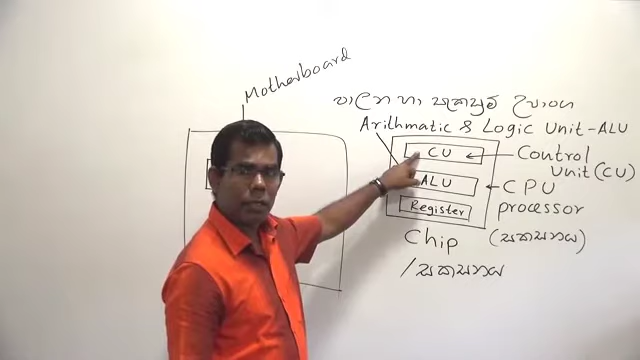 Motherboard
පාලන හා සැකසුම් උපාංග
Arithmatic & Logic Unit - ALU
CU
Control
Unit (CU)
ALU
CPU
Register
processor
Chip
(සකසනය)
/සකසනය